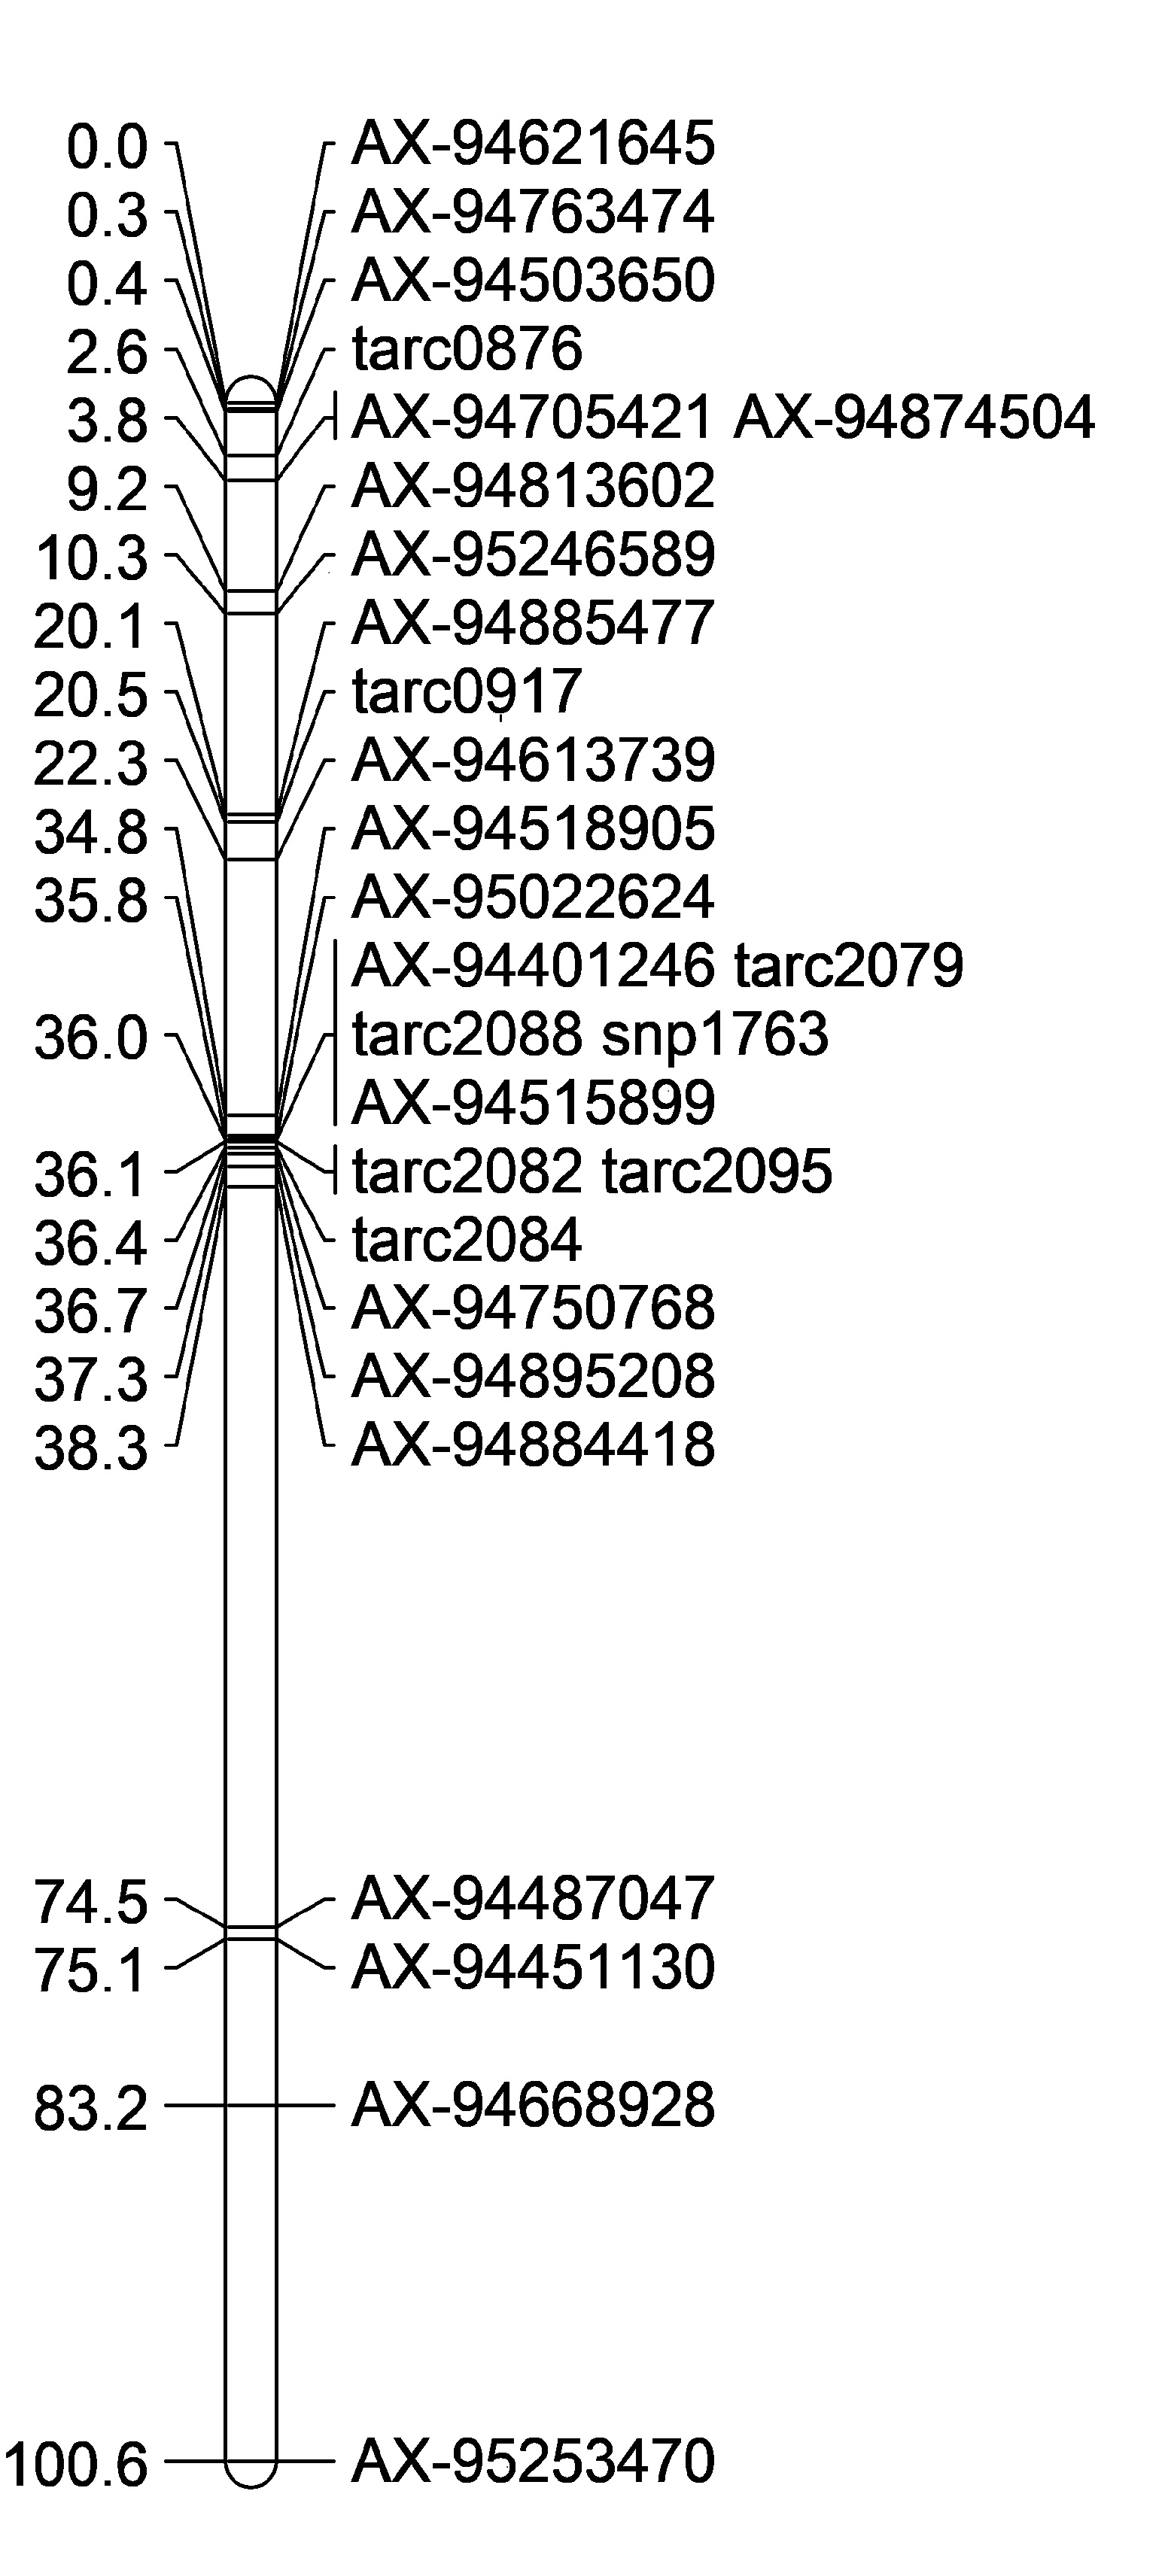 0.0 AX-94621645
0.3 AX-94763474
0.4 AX-94503650
2.6 tarc0876
3.8 AX-94705421 AX-94874504
9.2 AX-94813602
10.3 AX-95246589
20.1 AX-94885477
20.5 tarc0917
22.3 AX-94613739
34.8 AX-94518905
35.8 AX-95022624
AX-94401246 tarc2079
36.0 tarc2088 snp1763
AX-94515899
36.1 tarc2082 tarc2095
36.4 tarc2084
36.7 AX-94750768
37.3 AX-94895208
38.3 AX-94884418
74.5 AX-94487047
75.1 AX-94451130
83.2 AX-94668928
100.6 AX-95253470